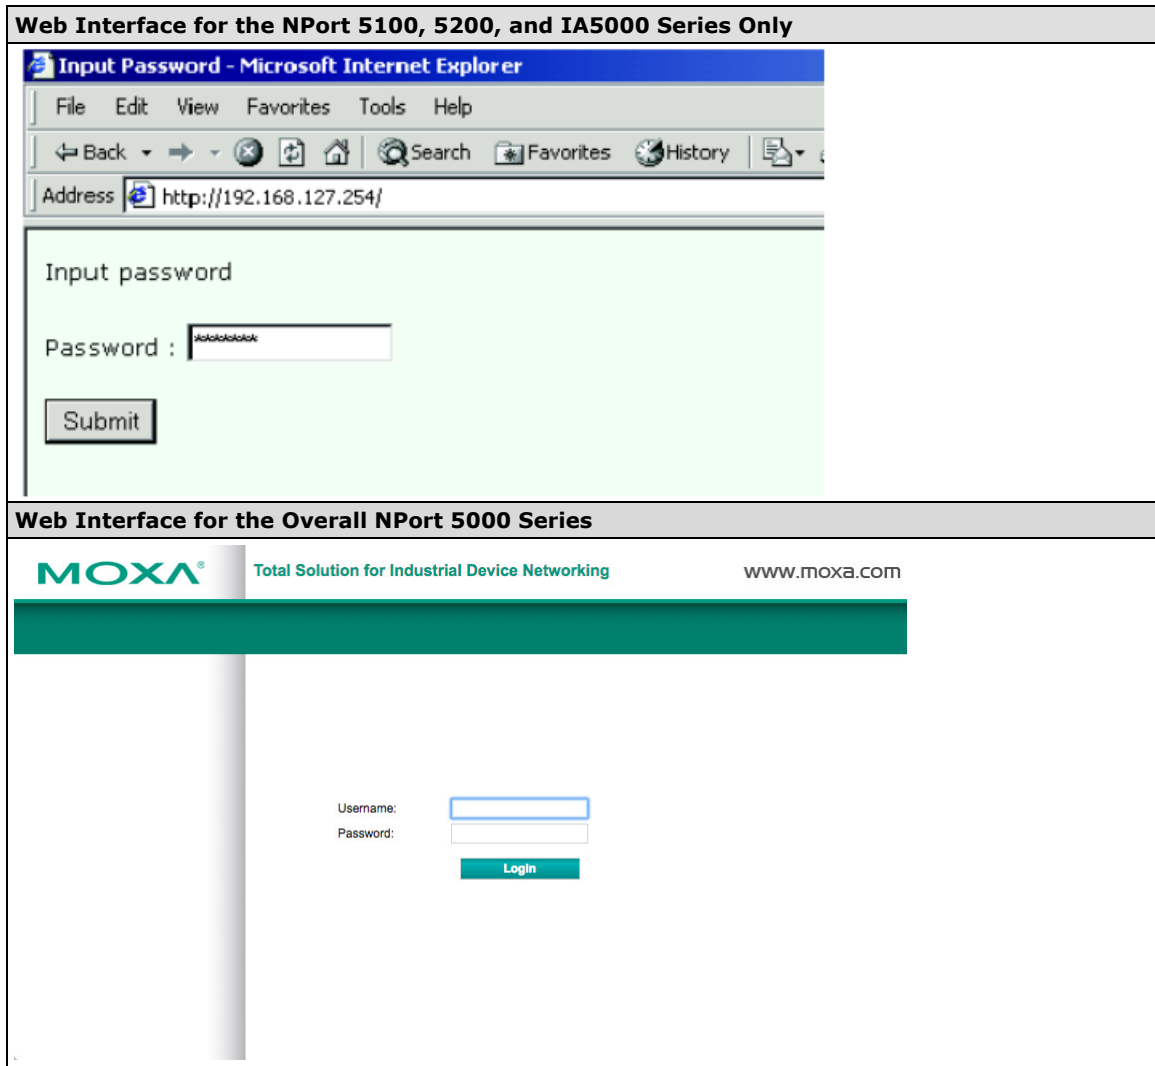 Web Interface for the NPort 5100, 5200, and IA5000 Series Only
Input Password - Microsoft Internet Explorer
File Edit View Favorites Tools Help
Back Search Favorites History
Address http://192.168.127.254/
Input password
Password : ********
Submit
Web Interface for the Overall NPort 5000 Series
MOXA® Total Solution for Industrial Device Networking www.moxa.com
Username:
Password:
Login